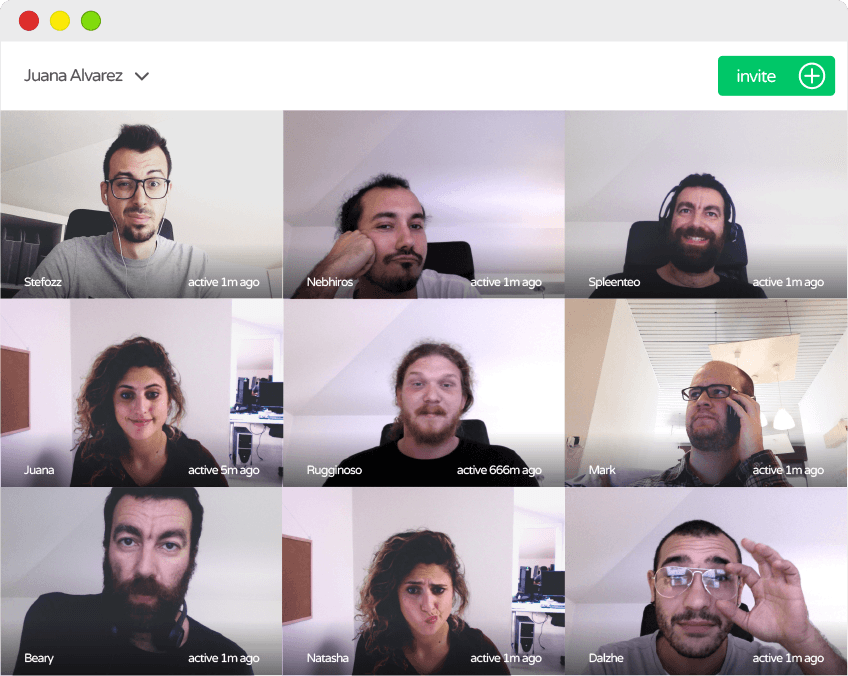 Juana Alvarez
invite
Stefozz active 1m ago
Nebhiros active 1m ago
Spleenteo active 1m ago
Juana active 5m ago
Rugginoso active 666m ago
Mark active 1m ago
Beary active 1m ago
Natasha active 1m ago
Dalzhe active 1m ago